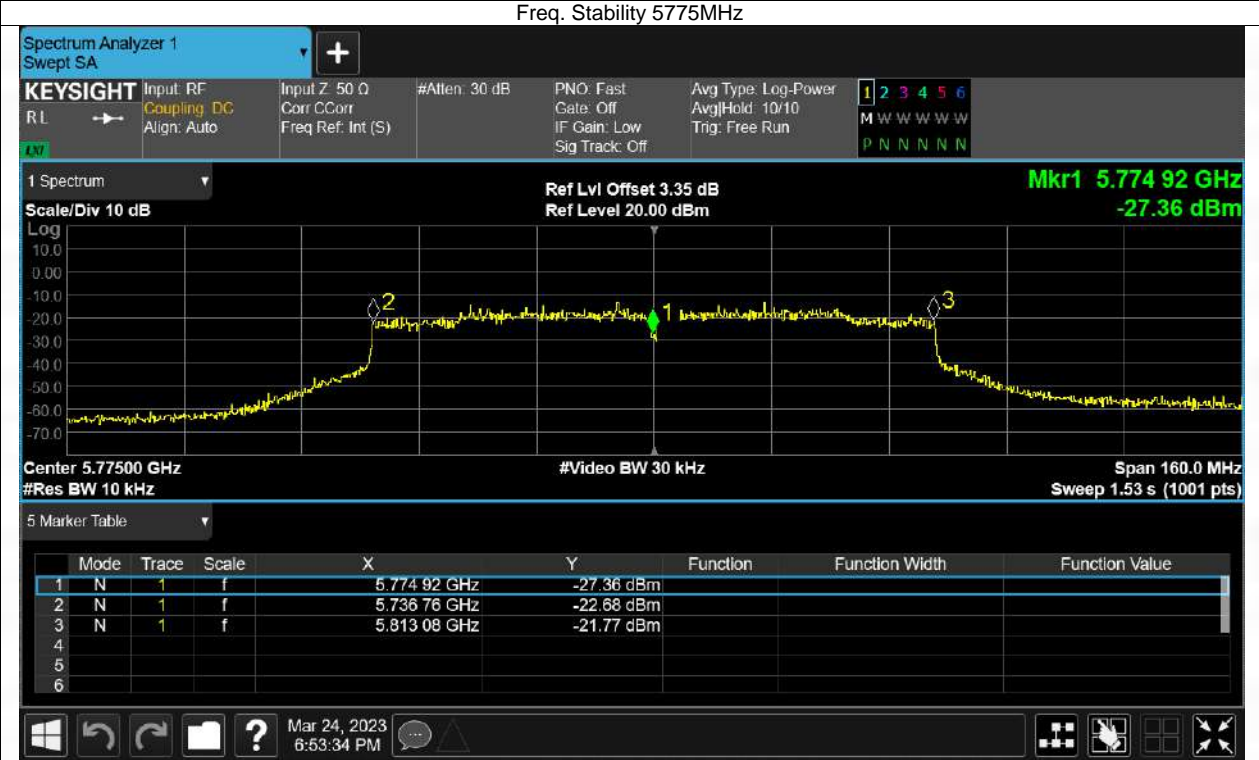 Freq. Stability 5775MHz
Spectrum Analyzer 1
Swept SA
+
KEYSIGHT Input: RF Input Z: 50 Ω #Atten: 30 dB PNO: Fast Avg Type: Log-Power 1 2 3 4 5 6
R L Coupling: DC Corr CCorr Gate: Off Avg|Hold: 10/10 M W W W W W
Align: Auto Freq Ref: Int (S) IF Gain: Low Trig: Free Run
LXI Sig Track: Off P N N N N N
1 Spectrum Ref Lvl Offset 3.35 dB Mkr1 5.774 92 GHz
Scale/Div 10 dB Ref Level 20.00 dBm -27.36 dBm
Log
10.0
0.00
-10.0 2 3
-20.0 1
-30.0
-40.0
-50.0
-60.0
-70.0
Center 5.77500 GHz #Video BW 30 kHz Span 160.0 MHz
#Res BW 10 kHz Sweep 1.53 s (1001 pts)
5 Marker Table
Mode Trace Scale X Y Function Function Width Function Value
1 N 1 f 5.774 92 GHz -27.36 dBm
2 N 1 f 5.736 76 GHz -22.68 dBm
3 N 1 f 5.813 08 GHz -21.77 dBm
4
5
6
? Mar 24, 2023
6:53:34 PM